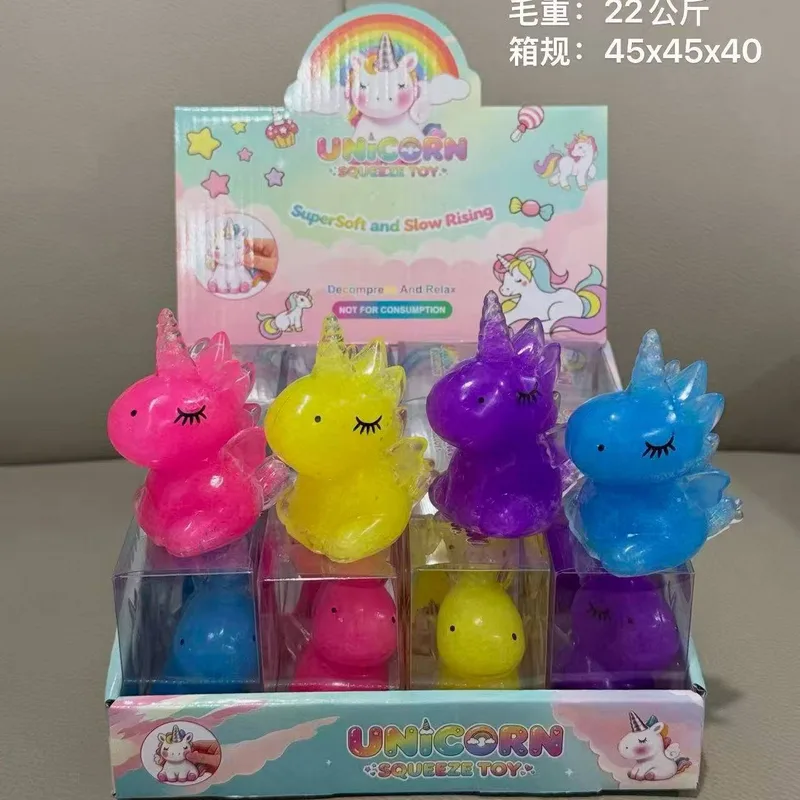 毛重：22公斤
箱规：45x45x40
UNICORN
SQUEEZE TOY
SuperSoft and Slow Rising
Decompress And Relax
NOT FOR CONSUMPTION
UNICORN
SQUEEZE TOY